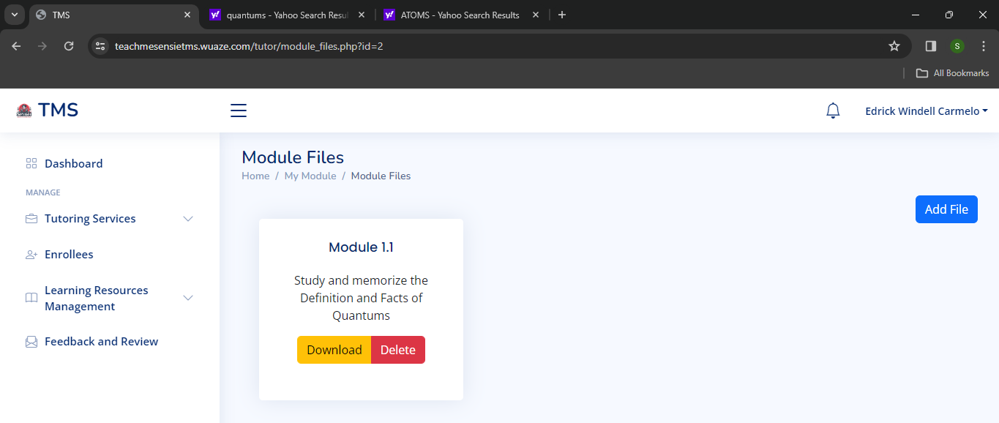 TMS
quantums - Yahoo Search Resu
ATOMS - Yahoo Search Results
teachmesensietms.wuaze.com/tutor/module_files.php?id=2
S
All Bookmarks
TMS
Edrick Windell Carmelo
Dashboard
MANAGE
Tutoring Services
Enrollees
Learning Resources
Management
Feedback and Review
Module Files
Home / My Module / Module Files
Add File
Module 1.1
Study and memorize the
Definition and Facts of
Quantums
Download Delete